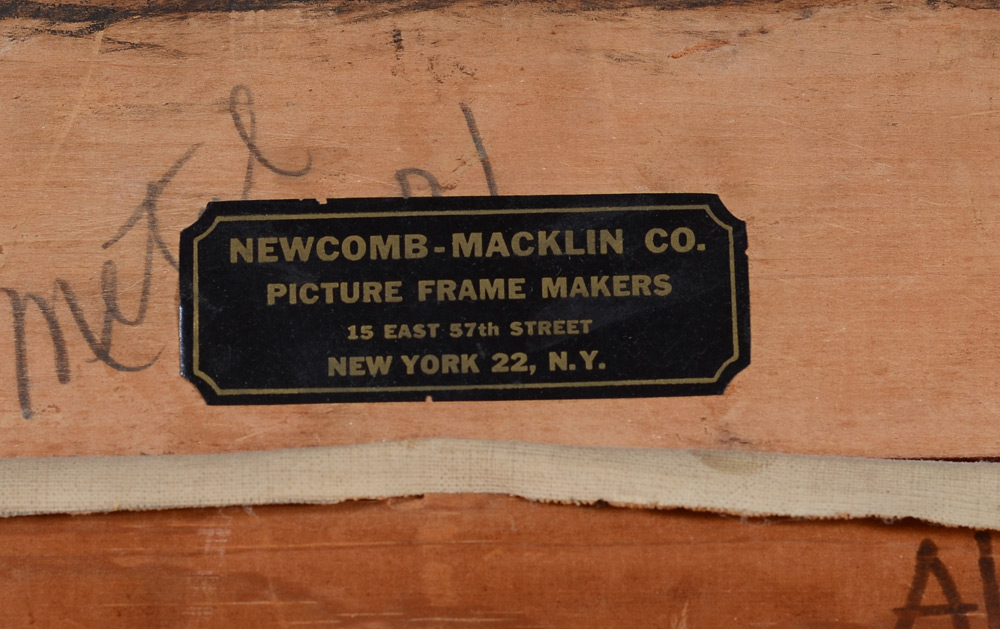 NEWCOMB-MACKLIN CO.
PICTURE FRAME MAKERS
15 EAST 57th STREET
NEW YORK 22, N.Y.